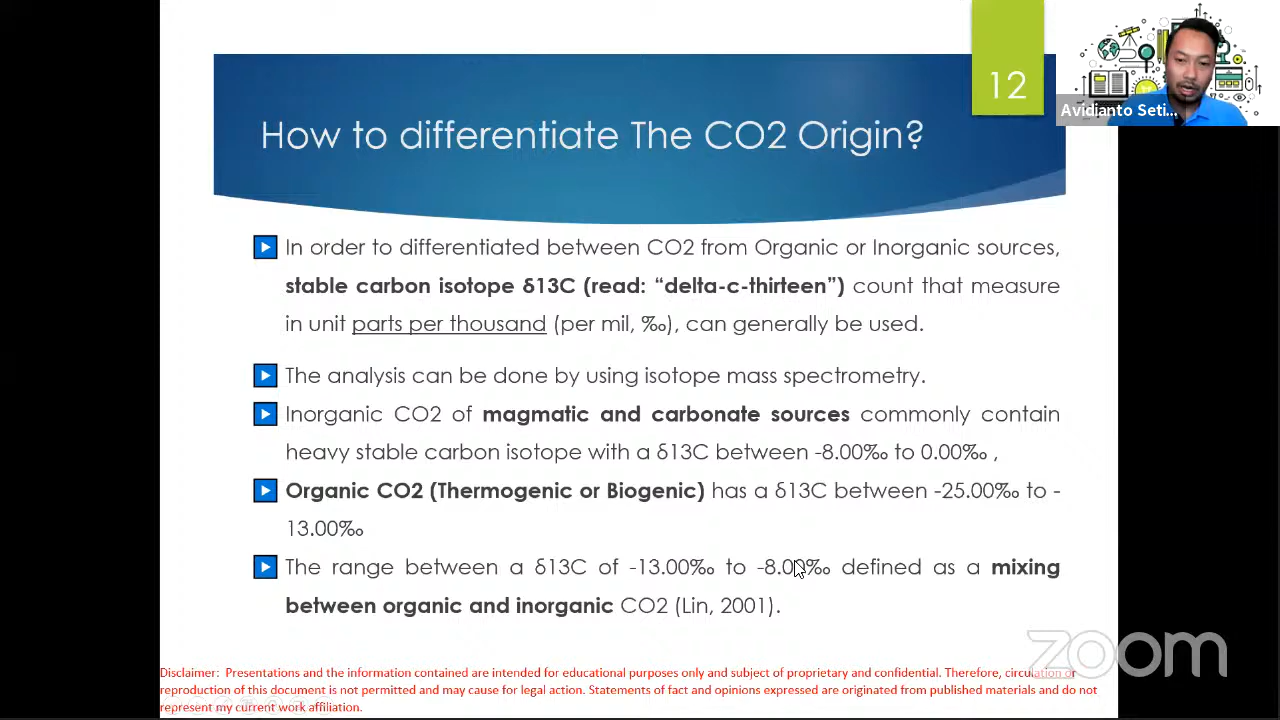 12
Avidianto Seti...
How to differentiate The CO2 Origin?
In order to differentiated between CO2 from Organic or Inorganic sources,
stable carbon isotope δ13C (read: “delta-c-thirteen”) count that measure
in unit parts per thousand (per mil, ‰), can generally be used.
The analysis can be done by using isotope mass spectrometry.
Inorganic CO2 of magmatic and carbonate sources commonly contain
heavy stable carbon isotope with a δ13C between -8.00‰ to 0.00‰ ,
Organic CO2 (Thermogenic or Biogenic) has a δ13C between -25.00‰ to -
13.00‰
The range between a δ13C of -13.00‰ to -8.00‰ defined as a mixing
between organic and inorganic CO2 (Lin, 2001).
zoom
Disclaimer: Presentations and the information contained are intended for educational purposes only and subject of proprietary and confidential. Therefore, circulation or
reproduction of this document is not permitted and may cause for legal action. Statements of fact and opinions expressed are originated from published materials and do not
represent my current work affiliation.